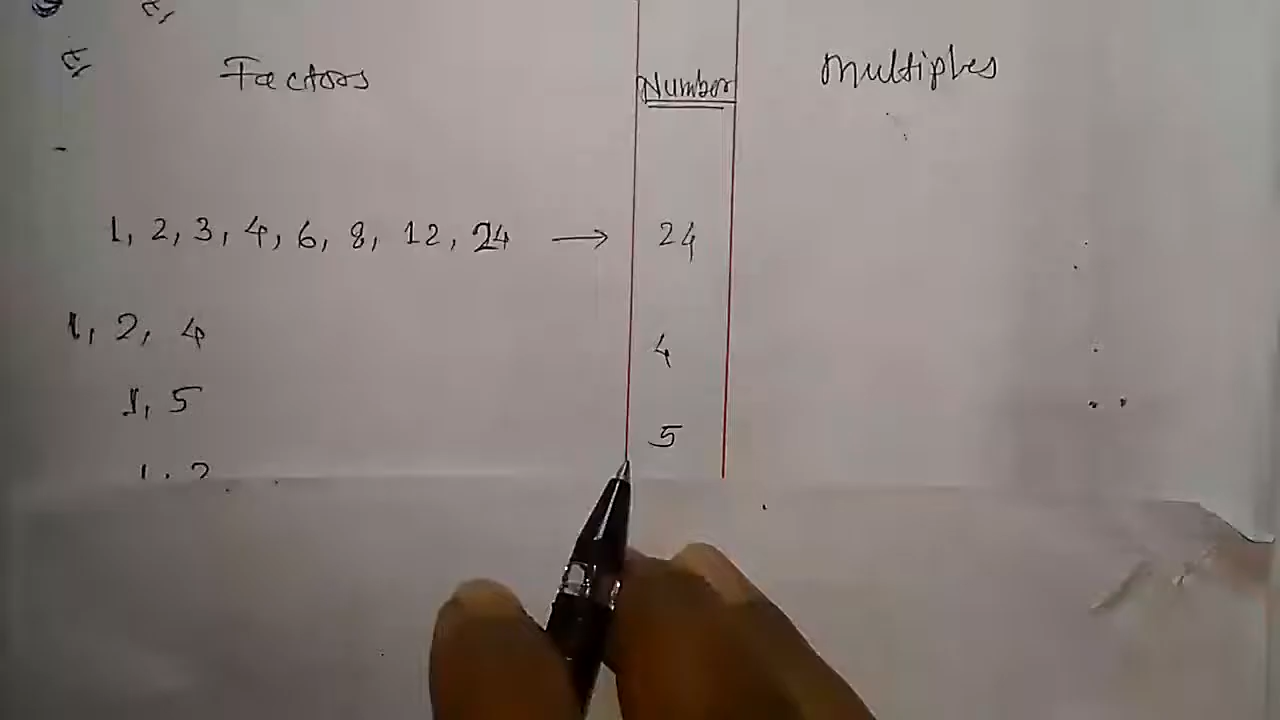 Factors Number Multiples
1, 2, 3, 4, 6, 8, 12, 24 → 24
1, 2, 4 4
1, 5 5